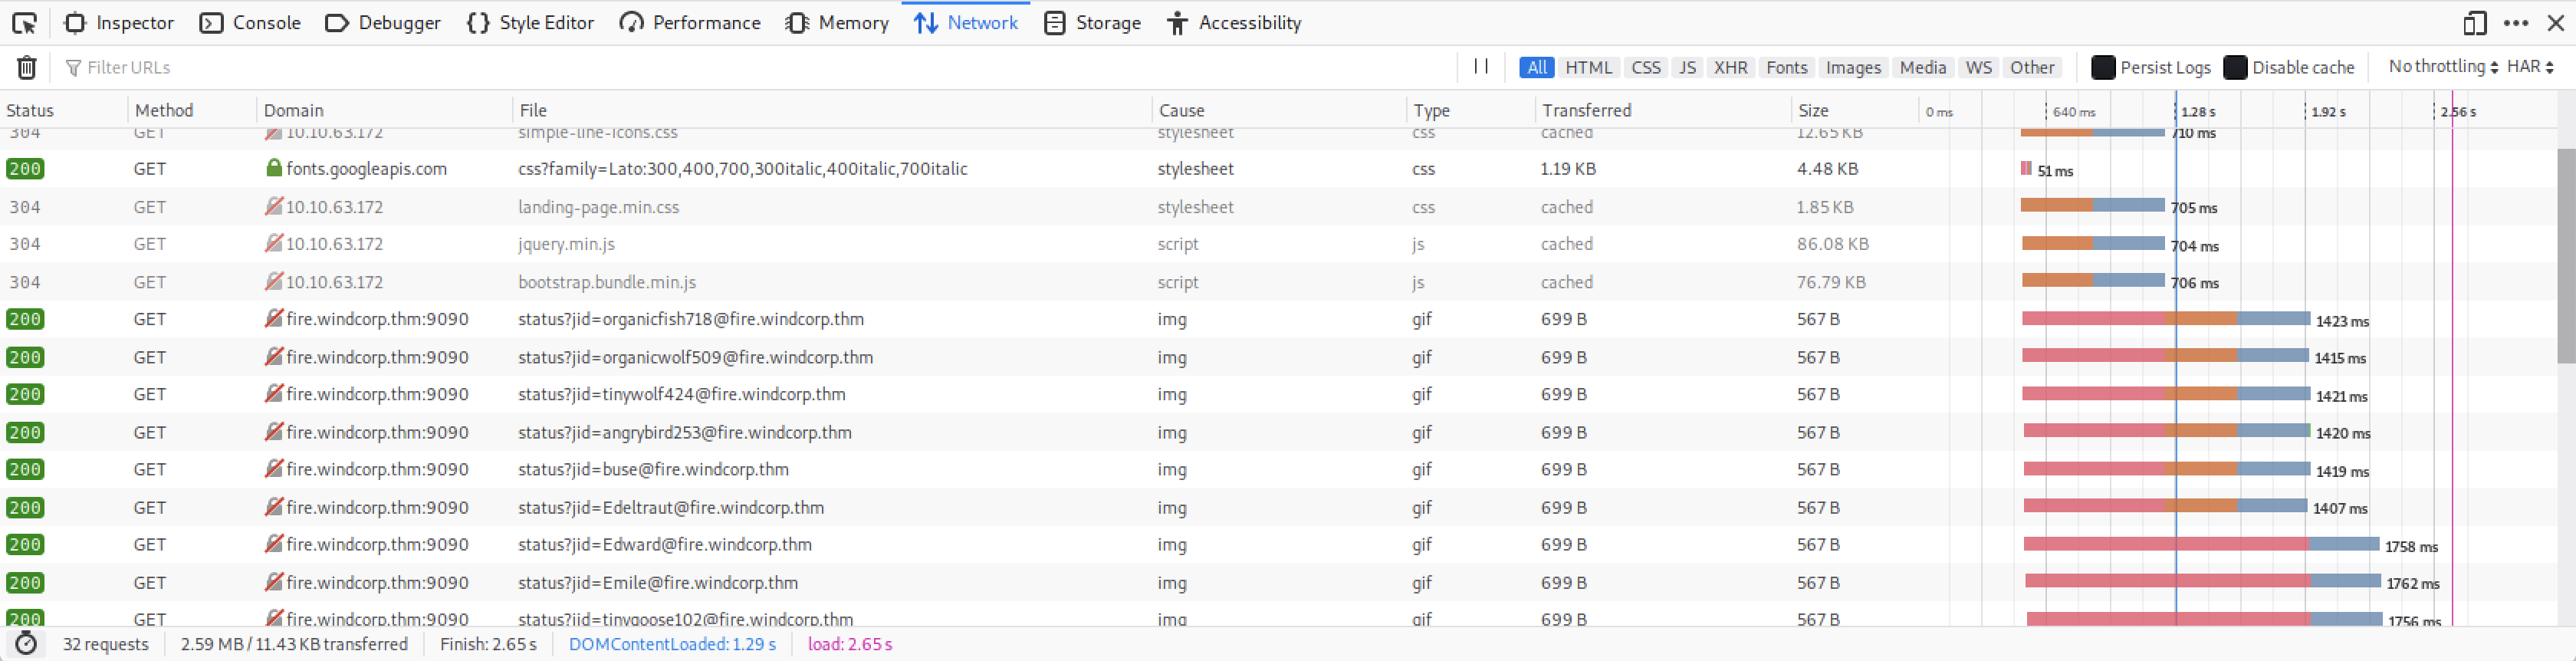 Inspector Console Debugger Style Editor Performance Memory Network Storage Accessibility
Filter URLs All HTML CSS JS XHR Fonts Images Media WS Other Persist Logs Disable cache No throttling HAR
Status Method Domain File Cause Type Transferred Size 0 ms 640 ms 1.28 s 1.92 s 2.56 s
304 GET 10.10.63.172 simple-line-icons.css stylesheet css cached 12.65 KB 710 ms
200 GET fonts.googleapis.com css?family=Lato:300,400,700,300italic,400italic,700italic stylesheet css 1.19 KB 4.48 KB 51 ms
304 GET 10.10.63.172 landing-page.min.css stylesheet css cached 1.85 KB 705 ms
304 GET 10.10.63.172 jquery.min.js script js cached 86.08 KB 704 ms
304 GET 10.10.63.172 bootstrap.bundle.min.js script js cached 76.79 KB 706 ms
200 GET fire.windcorp.thm:9090 status?jid=organicfish718@fire.windcorp.thm img gif 699 B 567 B 1423 ms
200 GET fire.windcorp.thm:9090 status?jid=organicwolf509@fire.windcorp.thm img gif 699 B 567 B 1415 ms
200 GET fire.windcorp.thm:9090 status?jid=tinywolf424@fire.windcorp.thm img gif 699 B 567 B 1421 ms
200 GET fire.windcorp.thm:9090 status?jid=angrybird253@fire.windcorp.thm img gif 699 B 567 B 1420 ms
200 GET fire.windcorp.thm:9090 status?jid=buse@fire.windcorp.thm img gif 699 B 567 B 1419 ms
200 GET fire.windcorp.thm:9090 status?jid=Edeltraut@fire.windcorp.thm img gif 699 B 567 B 1407 ms
200 GET fire.windcorp.thm:9090 status?jid=Edward@fire.windcorp.thm img gif 699 B 567 B 1758 ms
200 GET fire.windcorp.thm:9090 status?jid=Emile@fire.windcorp.thm img gif 699 B 567 B 1762 ms
200 GET fire.windcorp.thm:9090 status?jid=tinygoose102@fire.windcorp.thm img gif 699 B 567 B 1756 ms
32 requests 2.59 MB / 11.43 KB transferred Finish: 2.65 s DOMContentLoaded: 1.29 s load: 2.65 s